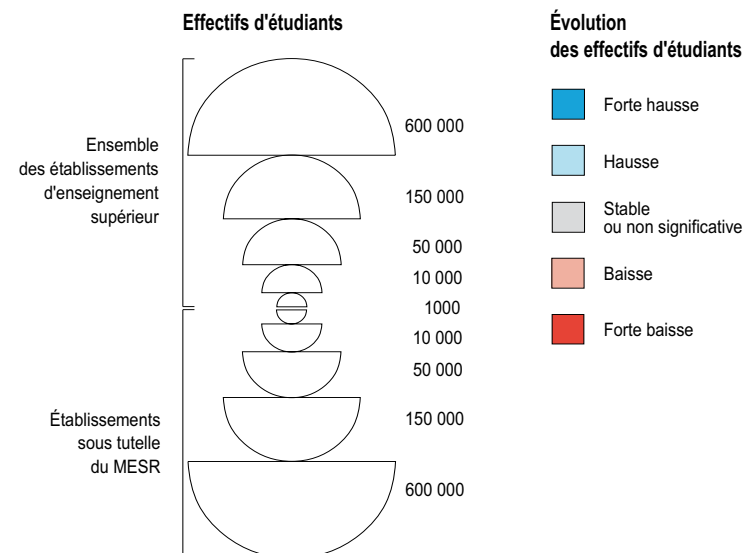 Effectifs d'étudiants
Ensemble
des établissements
d'enseignement
supérieur
600 000
150 000
50 000
10 000
1000
10 000
50 000
150 000
600 000
Établissements
sous tutelle
du MESR
Évolution
des effectifs d'étudiants
Forte hausse
Hausse
Stable
ou non significative
Baisse
Forte baisse